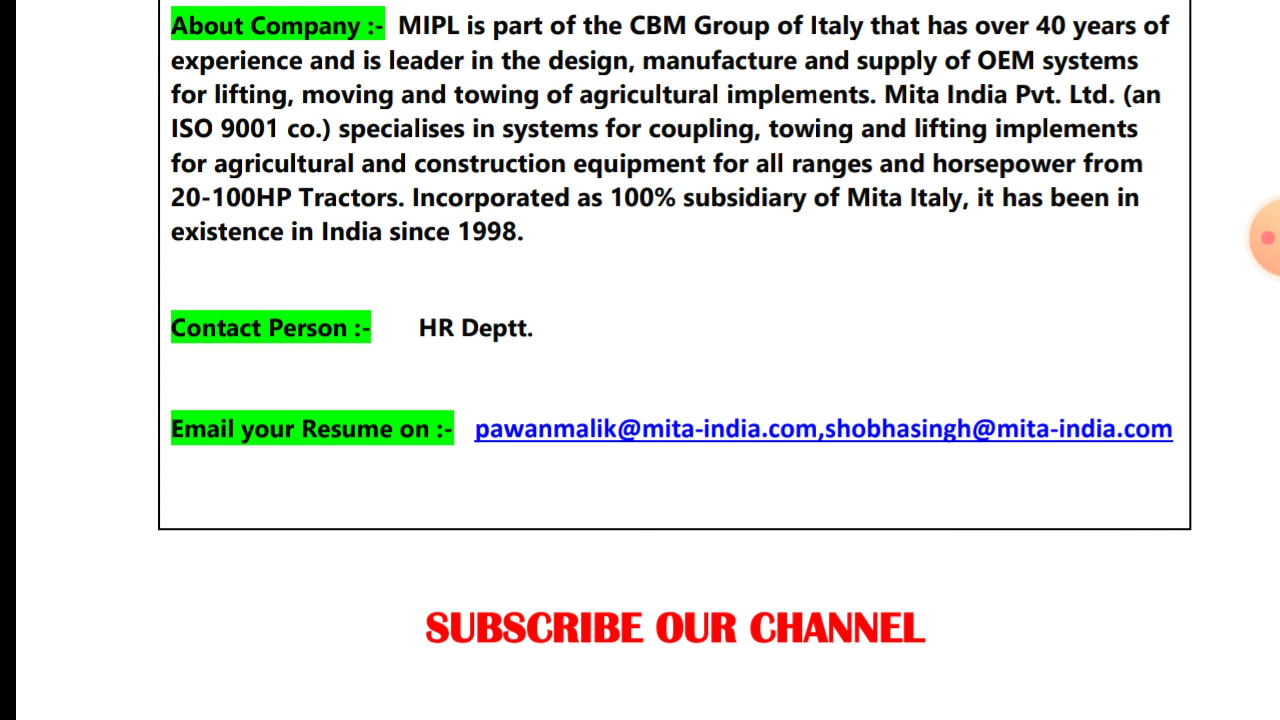 About Company :- MIPL is part of the CBM Group of Italy that has over 40 years of
experience and is leader in the design, manufacture and supply of OEM systems
for lifting, moving and towing of agricultural implements. Mita India Pvt. Ltd. (an
ISO 9001 co.) specialises in systems for coupling, towing and lifting implements
for agricultural and construction equipment for all ranges and horsepower from
20-100HP Tractors. Incorporated as 100% subsidiary of Mita Italy, it has been in
existence in India since 1998.
Contact Person :- HR Deptt.
Email your Resume on :- pawanmalik@mita-india.com,shobhasingh@mita-india.com
SUBSCRIBE OUR CHANNEL